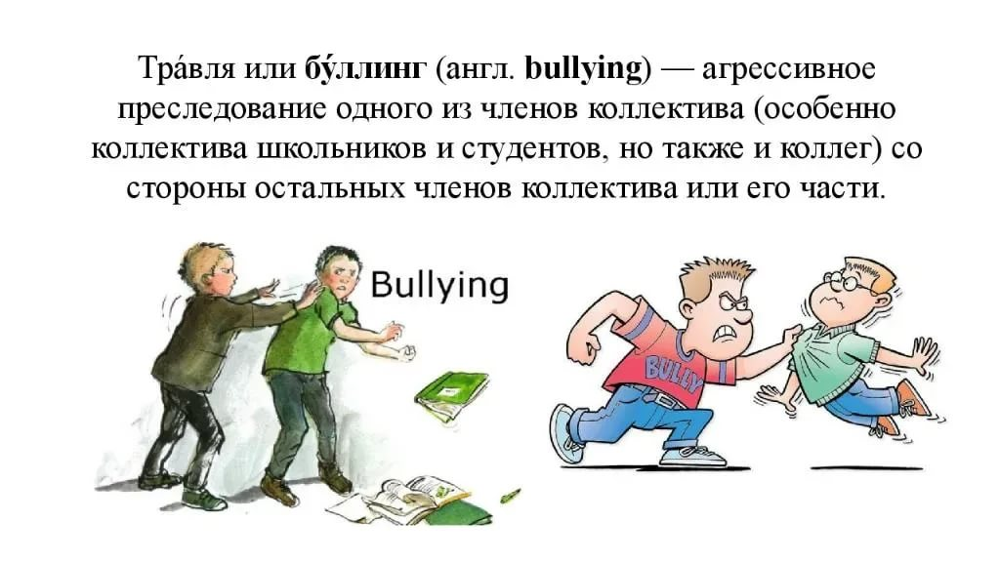 Тра́вля или бу́ллинг (англ. bullying) — агрессивное
преследование одного из членов коллектива (особенно
коллектива школьников и студентов, но также и коллег) со
стороны остальных членов коллектива или его части.
Bullying
BULLY